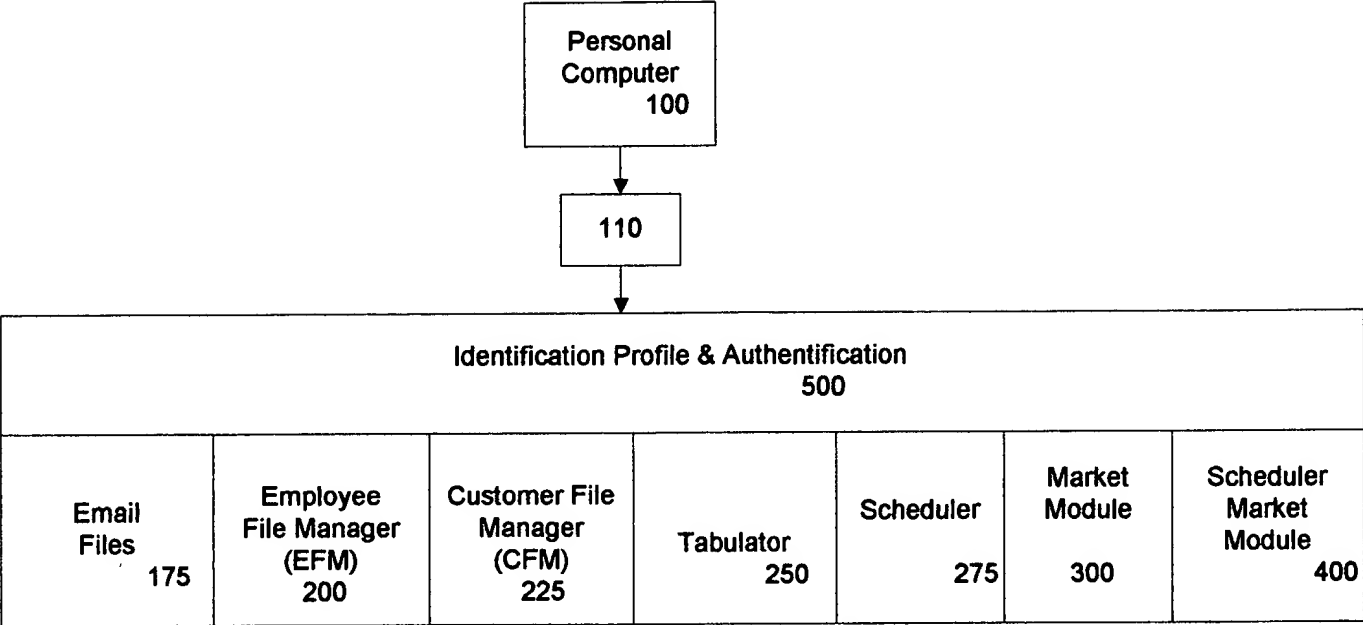 Personal
Computer
100
110
Identification Profile & Authentification
500
Email
Files
175
Employee
File Manager
(EFM)
200
Customer File
Manager
(CFM)
225
Tabulator
250
Scheduler
275
Market
Module
300
Scheduler
Market
Module
400